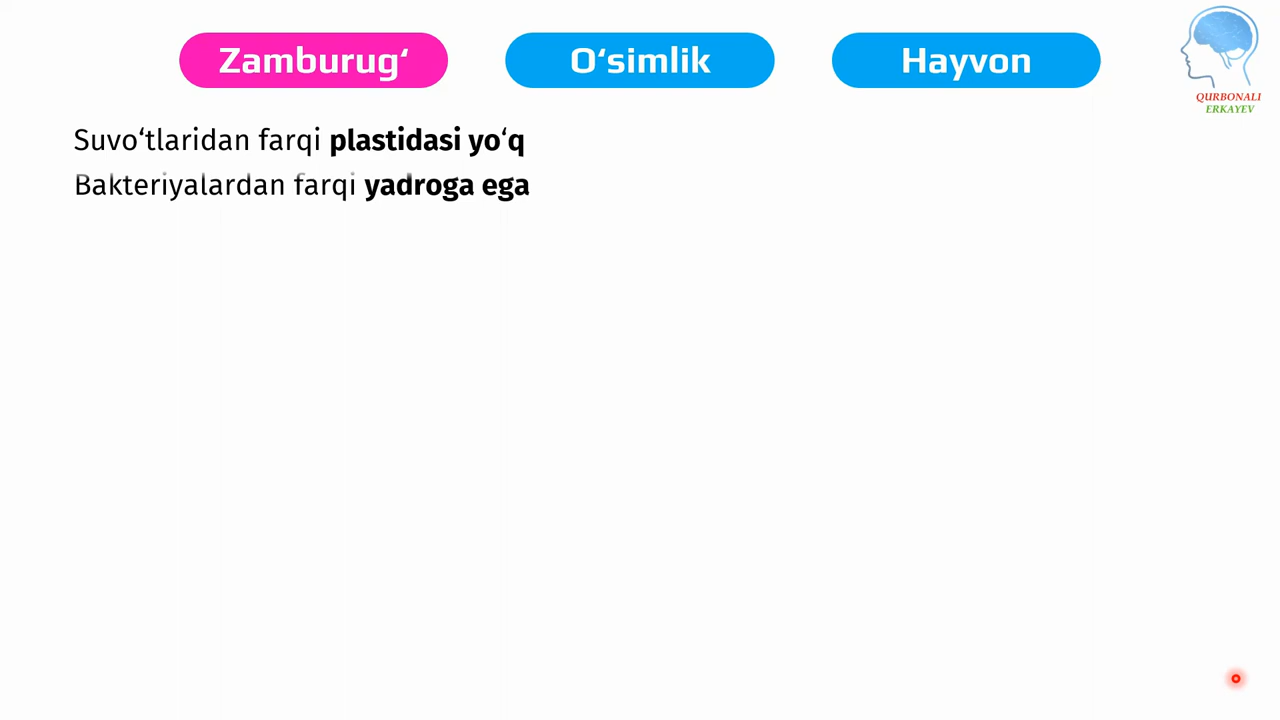 Zamburug‘
O‘simlik
Hayvon
QURBONALI
ERKAYEV
Suvo‘tlaridan farqi plastidasi yo‘q
Bakteriyalardan farqi yadroga ega